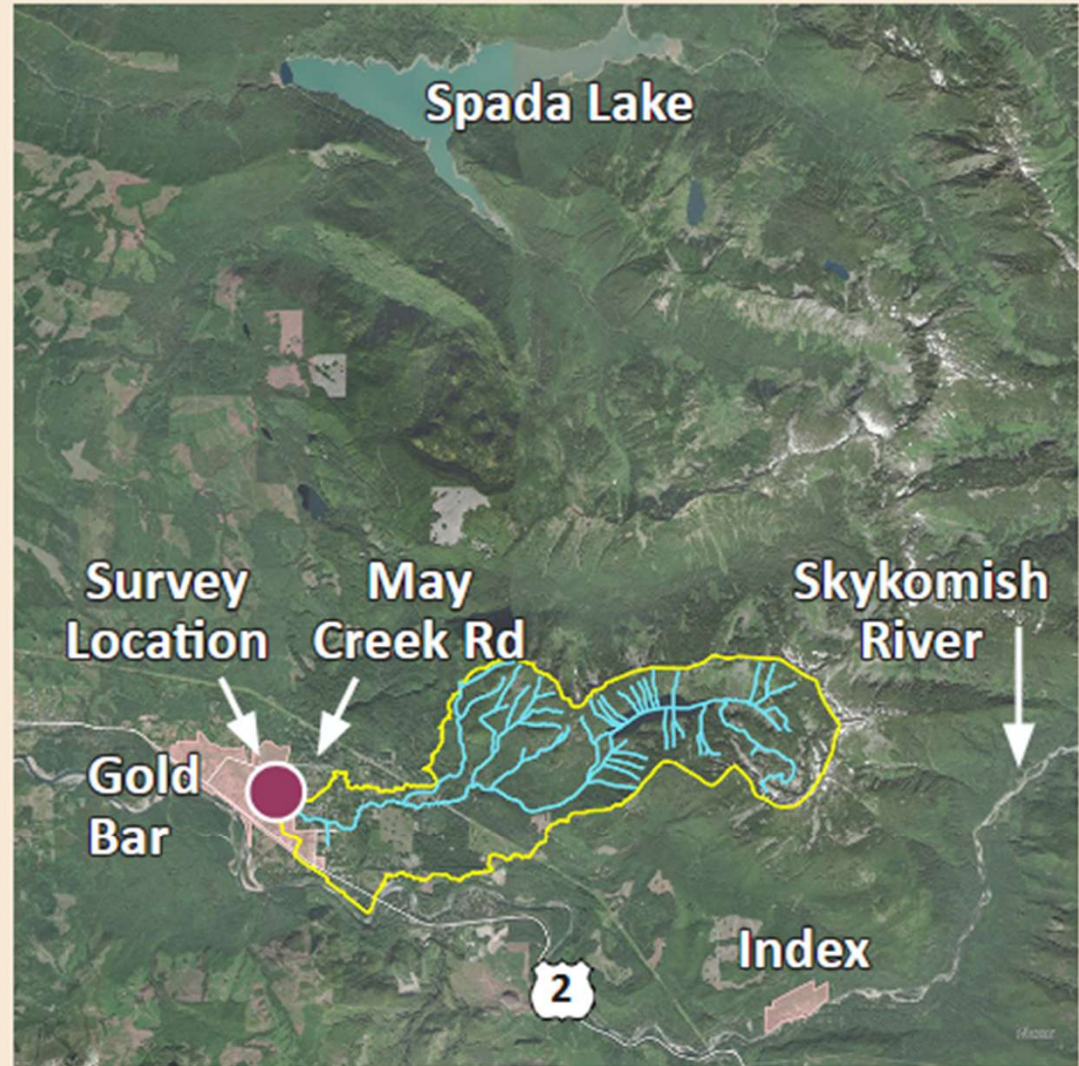 Spada Lake
Survey
Location
May
Creek Rd
Skykomish
River
Gold
Bar
Index
2